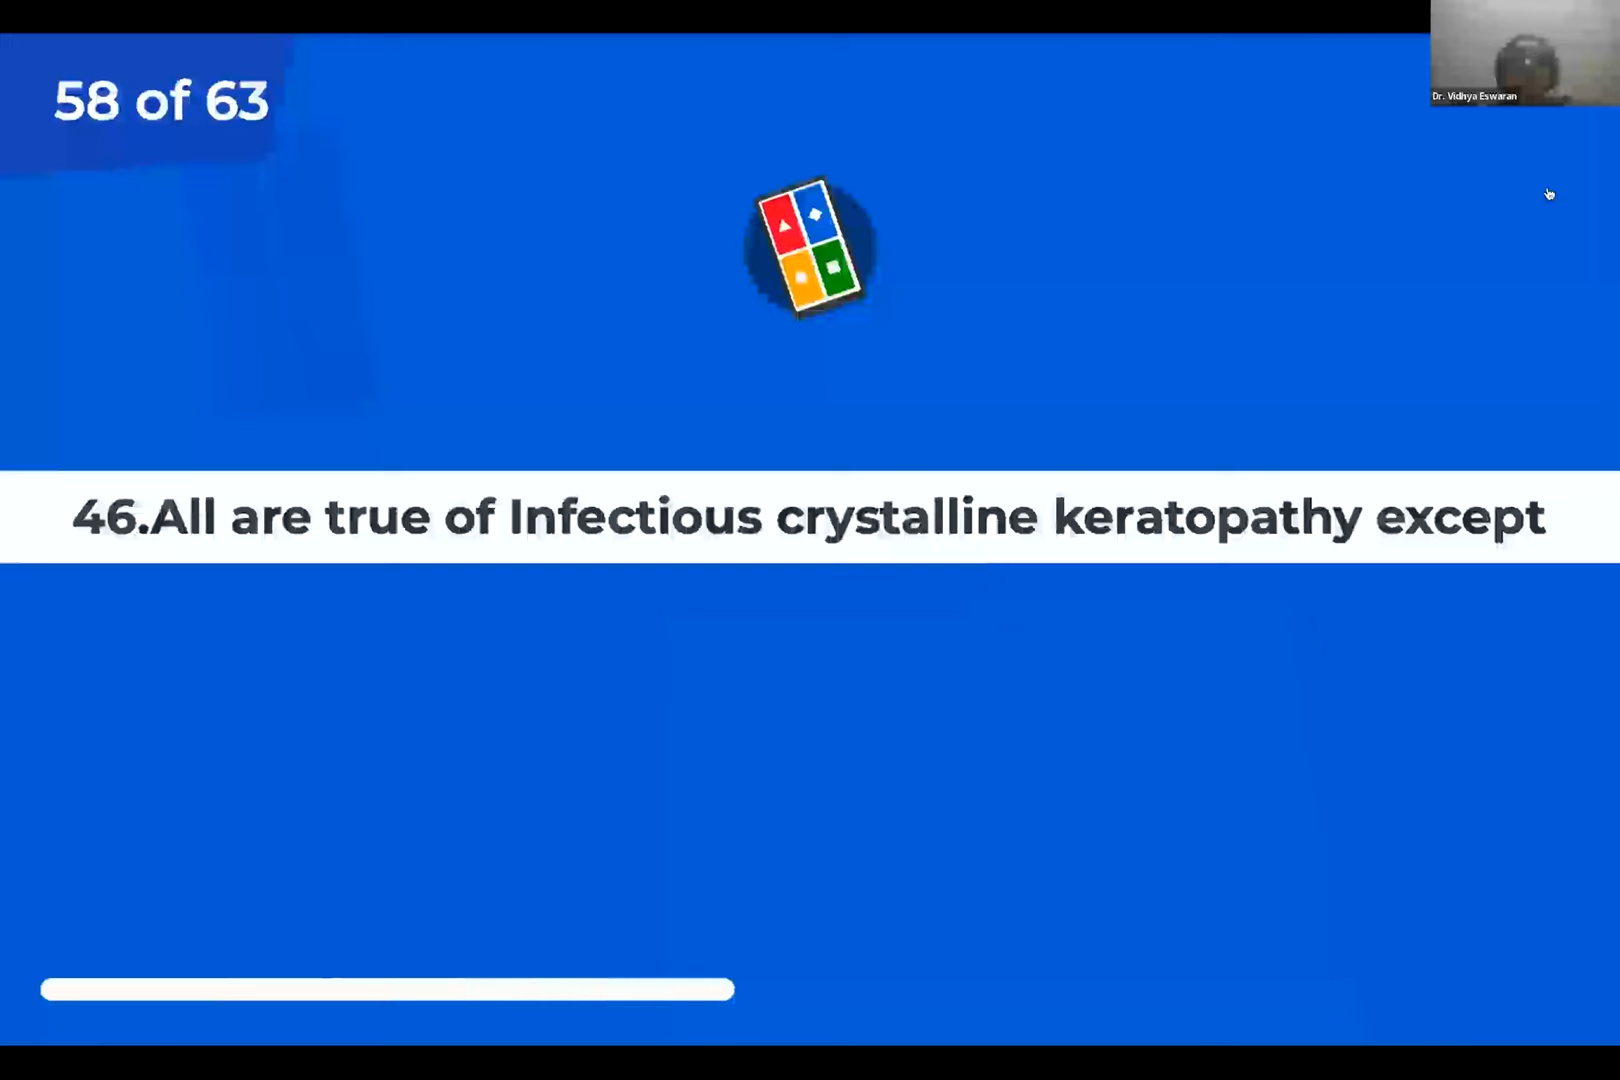 Dr. Vidhya Eswaran
58 of 63
46.All are true of Infectious crystalline keratopathy except